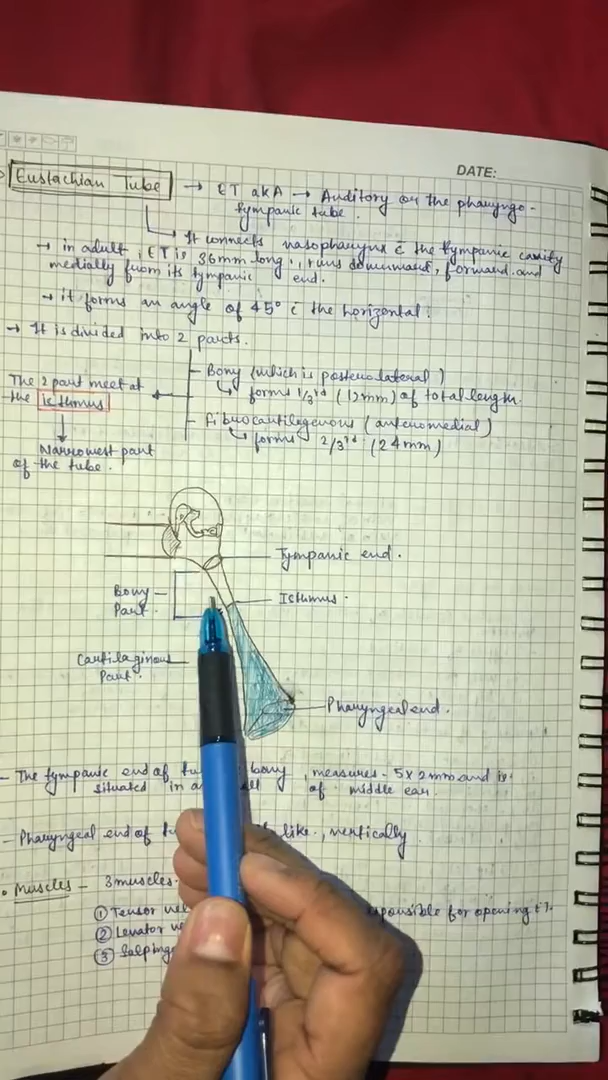 DATE:
Eustachian Tube → ET aKA → Auditory or the pharyngo-
tympanic tube.
→ It connects nasopharynx c̄ the tympanic cavity
→ in adult, ET is 36mm long, runs downward, forward and
medially from its tympanic end.
→ it forms an angle of 45° c̄ the horizontal.
→ It is divided into 2 parts.
Bony (which is posterolateral)
forms 1/3rd (12mm) of total length.
The 2 part meet at
the isthmus
Fibrocartilagenous (anteromedial)
forms 2/3rd (24mm)
Narrowest part
of the tube.
Tympanic end.
Bony
Part.
Isthmus.
Cartilaginous
Part.
Pharyngeal end.
- The tympanic end of bony, measures - 5x2mm and is
situated in of middle ear.
- Pharyngeal end of like, vertically
• Muscles - 3 muscles.
① Tensor responsible for opening ET.
② Levator
③